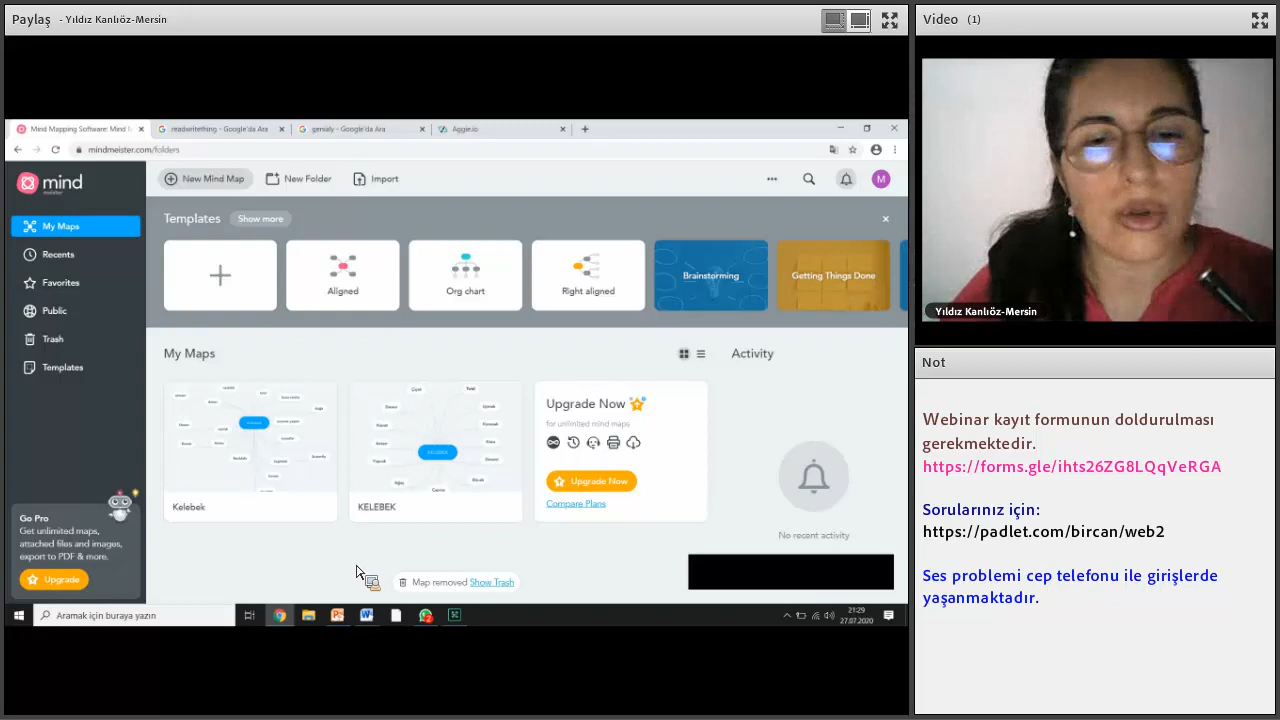 Paylaş - Yıldız Kanlıöz-Mersin
Mind Mapping Software: Mind
readwritething - Google'da Ara
genially - Google'da Ara
Aggie.io
mindmeister.com/folders
mind
meister
New Mind Map
New Folder
Import
M
My Maps
Recents
Favorites
Public
Trash
Templates
Templates
Show more
Aligned
Org chart
Right aligned
Brainstorming
Getting Things Done
My Maps
Activity
Kelebek
KELEBEK
KELEBEK
Upgrade Now
for unlimited mind maps
Upgrade Now
Compare Plans
No recent activity
Go Pro
Get unlimited maps,
attached files and images,
export to PDF & more.
Upgrade
Map removed Show Trash
Aramak için buraya yazın
21:29
27.07.2020
Video (1)
Yıldız Kanlıöz-Mersin
Not
Webinar kayıt formunun doldurulması
gerekmektedir.
https://forms.gle/ihts26ZG8LQqVeRGA
Sorularınız için:
https://padlet.com/bircan/web2
Ses problemi cep telefonu ile girişlerde
yaşanmaktadır.